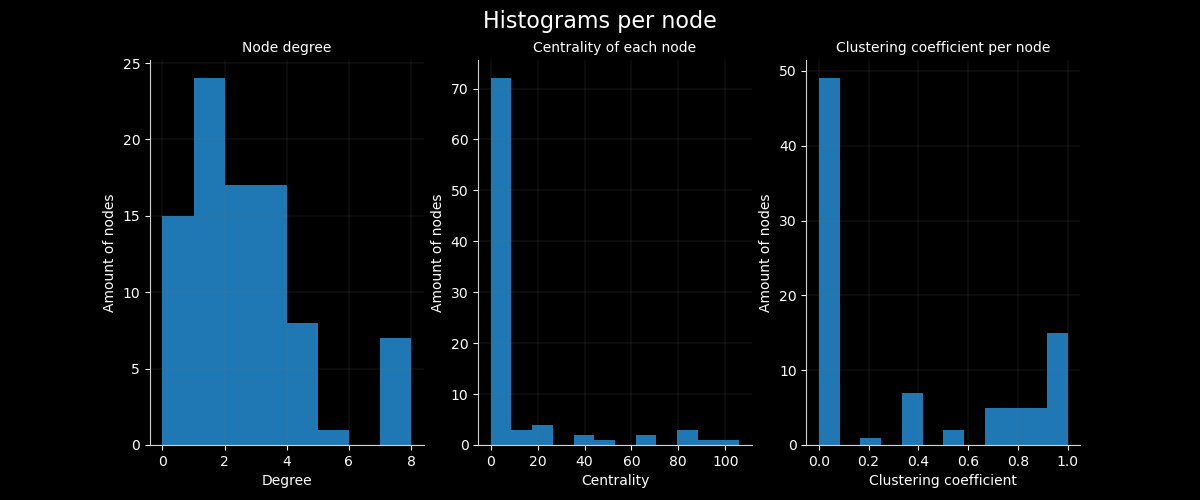 Histograms per node
Node degree
25
20
15
10
5
0
0 2 4 6 8
Amount of nodes
Degree
Centrality of each node
70
60
50
40
30
20
10
0
0 20 40 60 80 100
Amount of nodes
Centrality
Clustering coefficient per node
50
40
30
20
10
0
0.0 0.2 0.4 0.6 0.8 1.0
Amount of nodes
Clustering coefficient